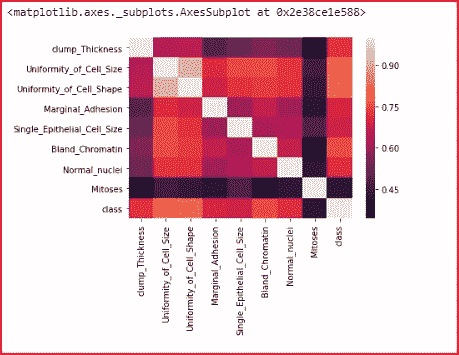 <matplotlib.axes._subplots.AxesSubplot at 0x2e38ce1e588>
clump_Thickness
Uniformity_of_Cell_Size
Uniformity_of_Cell_Shape
Marginal_Adhesion
Single_Epithelial_Cell_Size
Bland_Chromatin
Normal_nuclei
Mitoses
class
0.90
0.75
0.60
0.45
clump_Thickness
Uniformity_of_Cell_Size
Uniformity_of_Cell_Shape
Marginal_Adhesion
Single_Epithelial_Cell_Size
Bland_Chromatin
Normal_nuclei
Mitoses
class